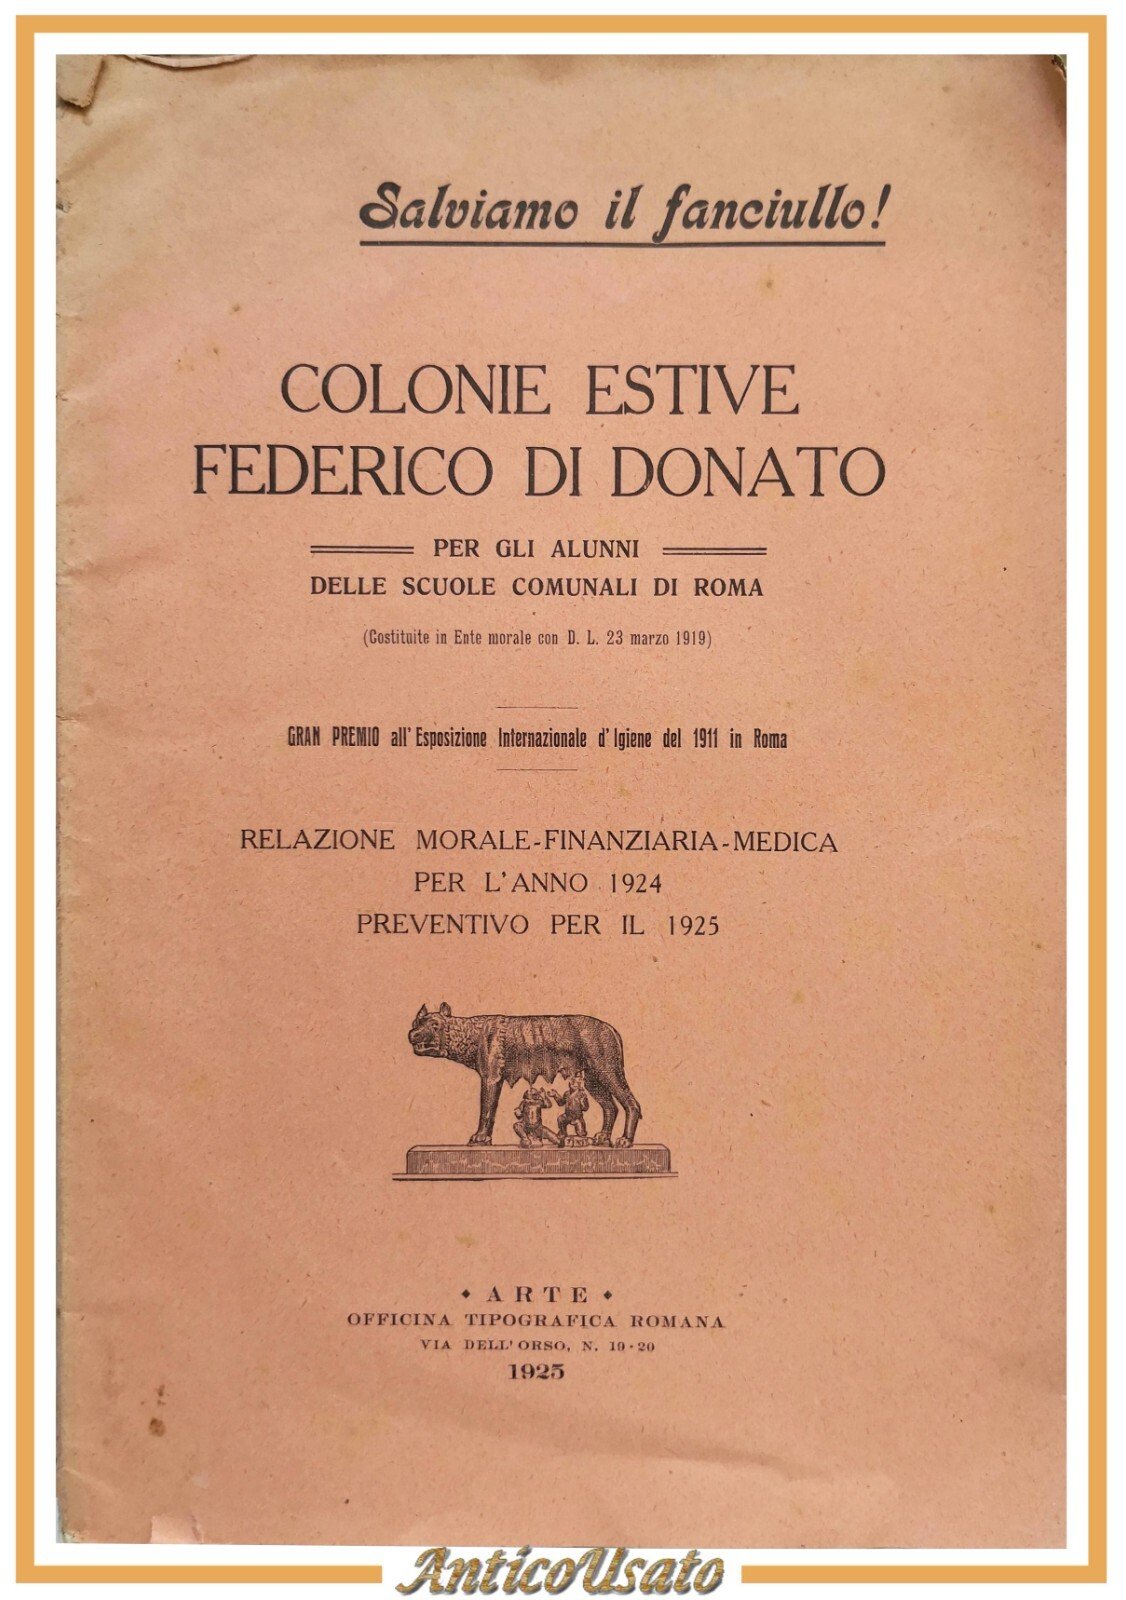 Salviamo il fanciullo!
COLONIE ESTIVE
FEDERICO DI DONATO
PER GLI ALUNNI
DELLE SCUOLE COMUNALI DI ROMA
(Costituite in Ente morale con D. L. 23 marzo 1919)
GRAN PREMIO all' Esposizione Internazionale d' Igiene del 1911 in Roma
RELAZIONE MORALE-FINANZIARIA-MEDICA
PER L'ANNO 1924
PREVENTIVO PER IL 1925
• ARTE •
OFFICINA TIPOGRAFICA ROMANA
VIA DELL'ORSO, N. 19-20
1925
AnticoUsato